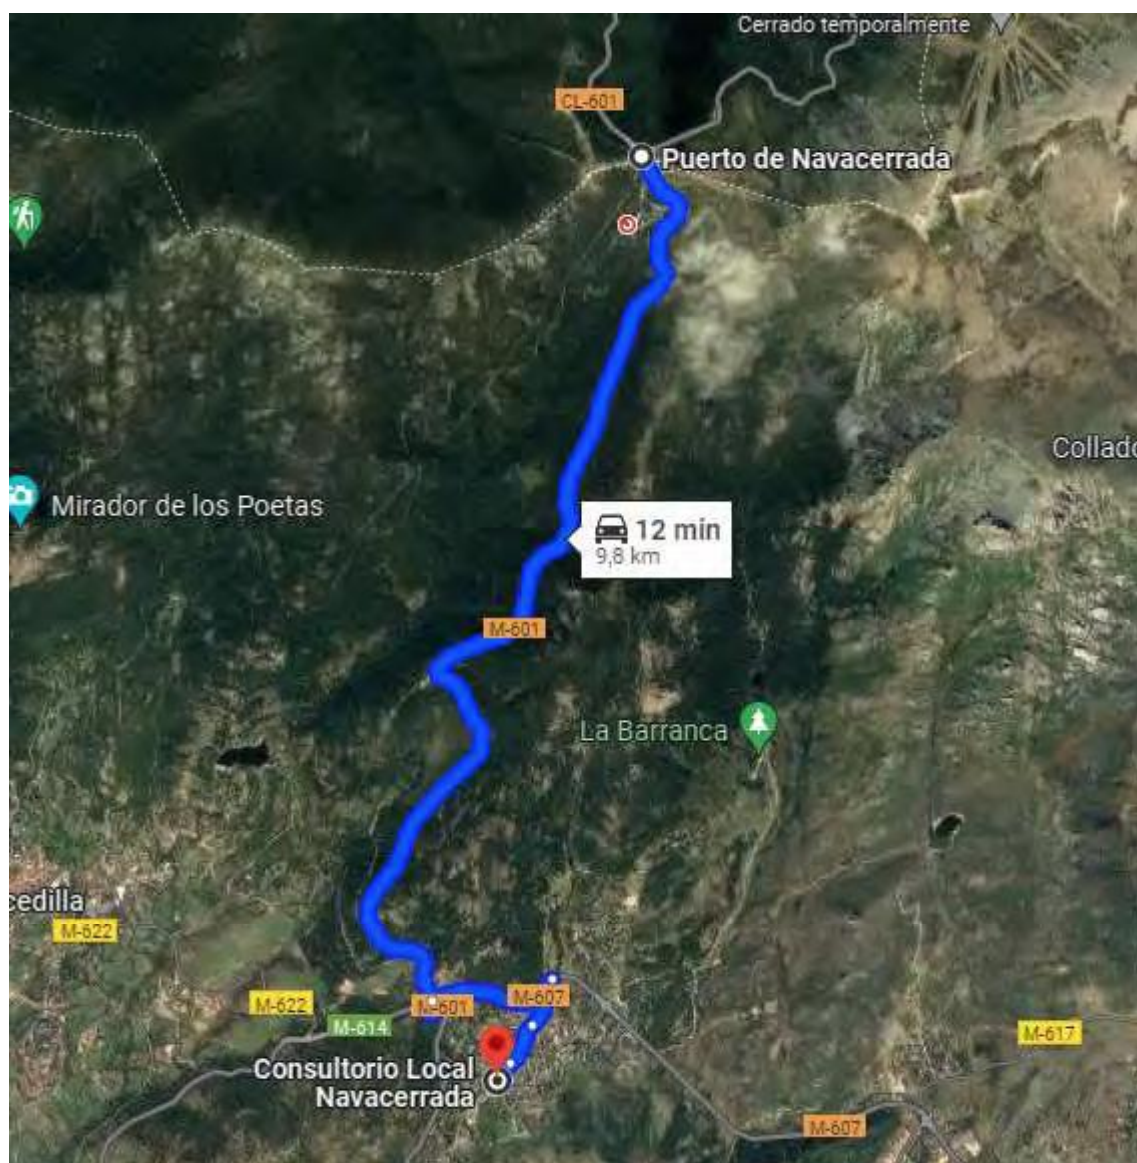 Cerrado temporalmente
CL-601
Puerto de Navacerrada
Collado
Mirador de los Poetas
12 min
9,8 km
M-601
La Barranca
cedilla
M-622
M-622
M-601
M-607
M-614
M-617
Consultorio Local
Navacerrada
M-607